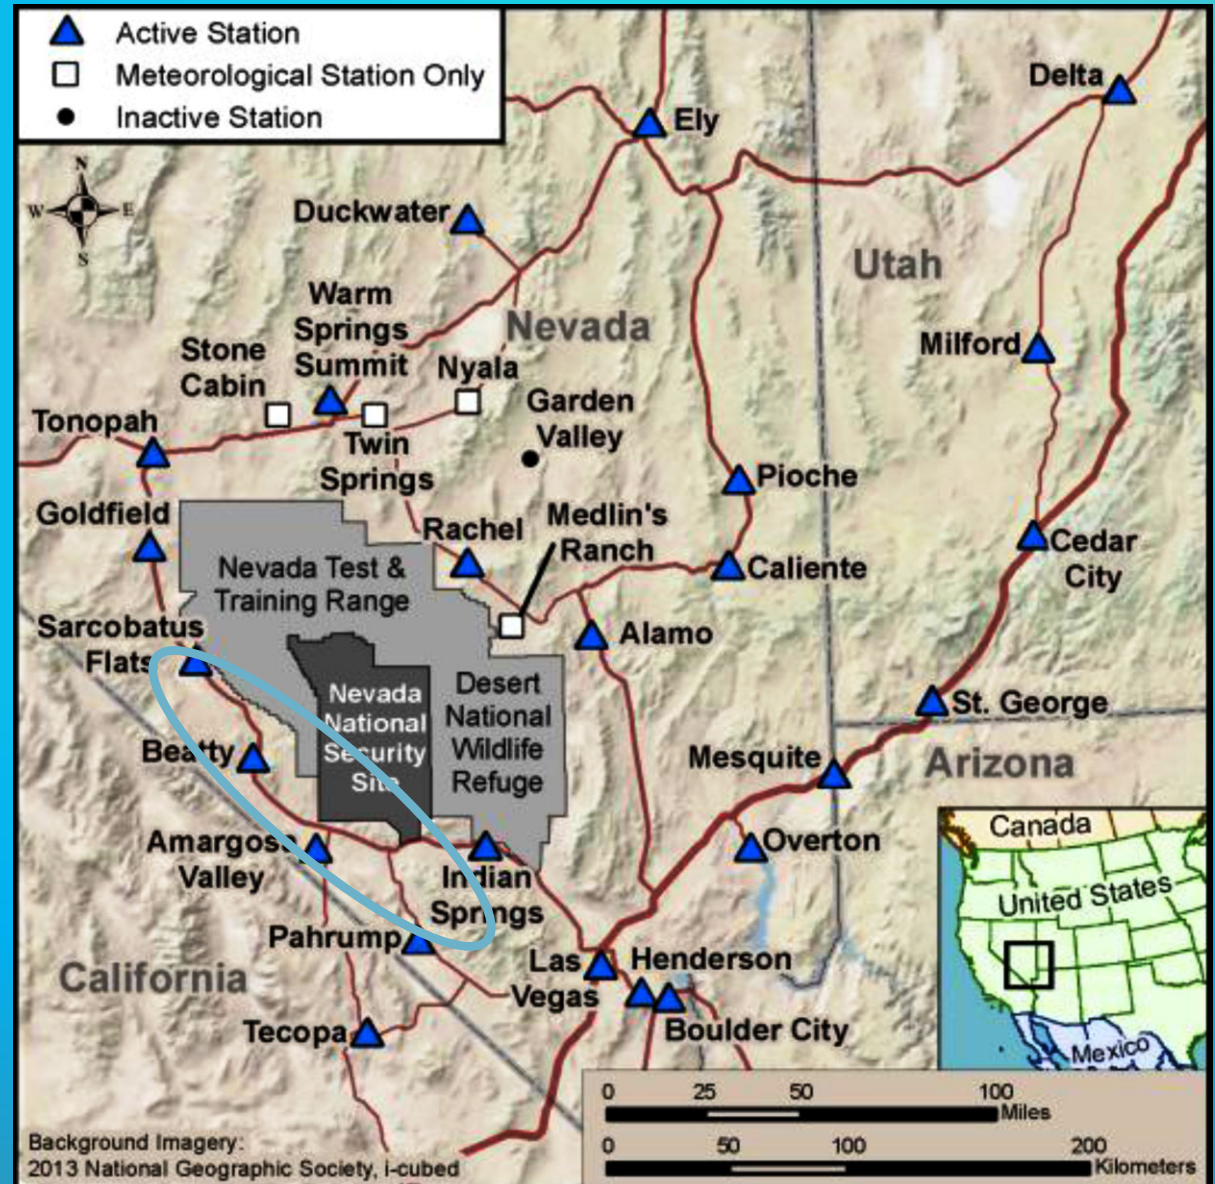 Active Station
Meteorological Station Only
Inactive Station
N
W
E
S
Delta
Ely
Duckwater
Utah
Warm
Springs
Summit
Nevada
Stone
Cabin
Nyala
Milford
Garden
Valley
Tonopah
Twin
Springs
Pioche
Goldfield
Rachel
Medlin's
Ranch
Cedar
City
Nevada Test &
Training Range
Caliente
Sarcobatus
Flats
Alamo
Nevada
National
Security
Site
Desert
National
Wildlife
Refuge
St. George
Beatty
Mesquite
Arizona
Amargosa
Valley
Indian
Springs
Overton
Canada
United States
Mexico
Pahrump
California
Las
Vegas
Henderson
Boulder City
Tecopa
0 25 50 100
Miles
0 50 100 200
Kilometers
Background Imagery:
2013 National Geographic Society, i-cubed